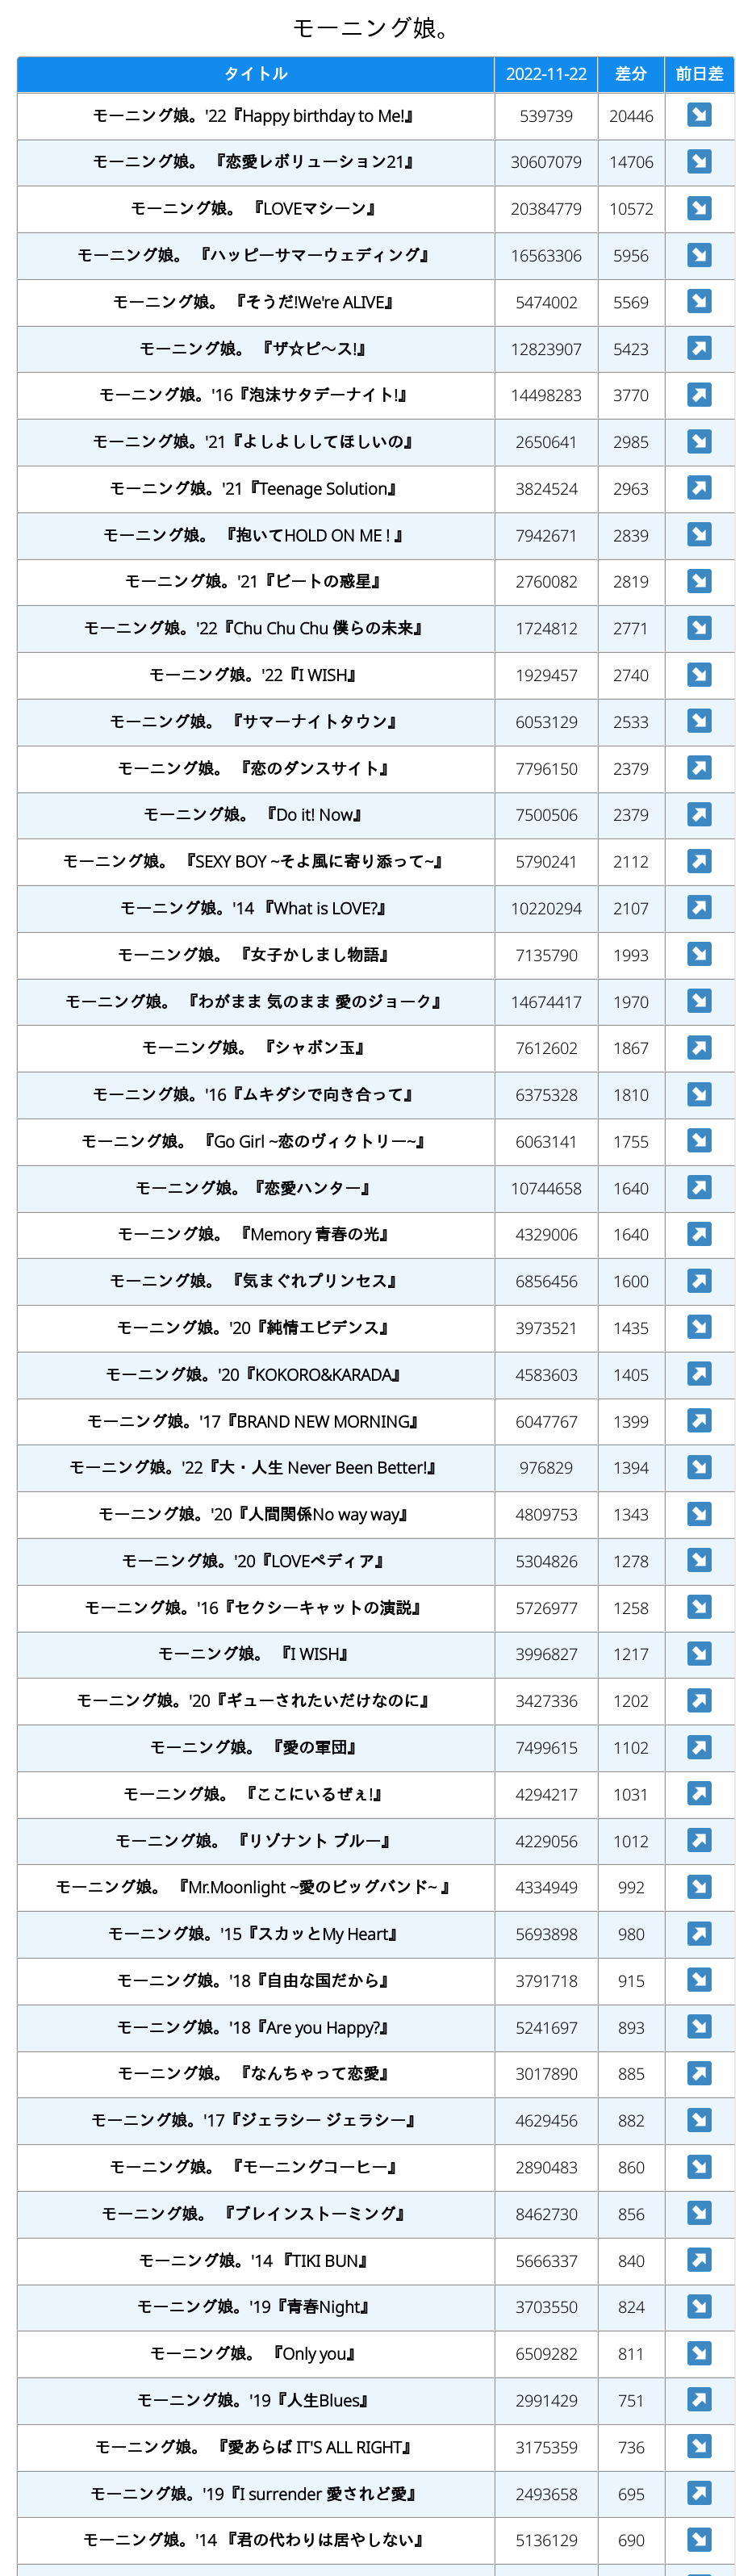 モーニング娘。
タイトル 2022-11-22 差分 前日差
モーニング娘。'22『Happy birthday to Me!』 539739 20446 ↘
モーニング娘。 『恋愛レボリューション21』 30607079 14706 ↘
モーニング娘。 『LOVEマシーン』 20384779 10572 ↘
モーニング娘。 『ハッピーサマーウェディング』 16563306 5956 ↘
モーニング娘。 『そうだ!We're ALIVE』 5474002 5569 ↘
モーニング娘。 『ザ☆ピ〜ス!』 12823907 5423 ↗
モーニング娘。'16『泡沫サタデーナイト!』 14498283 3770 ↗
モーニング娘。'21『よしよししてほしいの』 2650641 2985 ↘
モーニング娘。'21『Teenage Solution』 3824524 2963 ↗
モーニング娘。 『抱いてHOLD ON ME ! 』 7942671 2839 ↘
モーニング娘。'21『ビートの惑星』 2760082 2819 ↘
モーニング娘。'22『Chu Chu Chu 僕らの未来』 1724812 2771 ↘
モーニング娘。'22『I WISH』 1929457 2740 ↘
モーニング娘。 『サマーナイトタウン』 6053129 2533 ↘
モーニング娘。 『恋のダンスサイト』 7796150 2379 ↗
モーニング娘。 『Do it! Now』 7500506 2379 ↗
モーニング娘。 『SEXY BOY ~そよ風に寄り添って~』 5790241 2112 ↗
モーニング娘。'14 『What is LOVE?』 10220294 2107 ↗
モーニング娘。 『女子かしまし物語』 7135790 1993 ↘
モーニング娘。 『わがまま 気のまま 愛のジョーク』 14674417 1970 ↘
モーニング娘。 『シャボン玉』 7612602 1867 ↗
モーニング娘。'16『ムキダシで向き合って』 6375328 1810 ↘
モーニング娘。 『Go Girl ~恋のヴィクトリー~』 6063141 1755 ↘
モーニング娘。『恋愛ハンター』 10744658 1640 ↗
モーニング娘。 『Memory 青春の光』 4329006 1640 ↗
モーニング娘。 『気まぐれプリンセス』 6856456 1600 ↗
モーニング娘。'20『純情エビデンス』 3973521 1435 ↘
モーニング娘。'20『KOKORO&KARADA』 4583603 1405 ↗
モーニング娘。'17『BRAND NEW MORNING』 6047767 1399 ↗
モーニング娘。'22『大・人生 Never Been Better!』 976829 1394 ↘
モーニング娘。'20『人間関係No way way』 4809753 1343 ↘
モーニング娘。'20『LOVEペディア』 5304826 1278 ↘
モーニング娘。'16『セクシーキャットの演説』 5726977 1258 ↘
モーニング娘。 『I WISH』 3996827 1217 ↘
モーニング娘。'20『ギューされたいだけなのに』 3427336 1202 ↗
モーニング娘。 『愛の軍団』 7499615 1102 ↗
モーニング娘。 『ここにいるぜぇ!』 4294217 1031 ↗
モーニング娘。 『リゾナント ブルー』 4229056 1012 ↗
モーニング娘。 『Mr.Moonlight ~愛のビッグバンド~ 』 4334949 992 ↘
モーニング娘。'15『スカッとMy Heart』 5693898 980 ↗
モーニング娘。'18『自由な国だから』 3791718 915 ↘
モーニング娘。'18『Are you Happy?』 5241697 893 ↘
モーニング娘。 『なんちゃって恋愛』 3017890 885 ↗
モーニング娘。'17『ジェラシー ジェラシー』 4629456 882 ↘
モーニング娘。 『モーニングコーヒー』 2890483 860 ↘
モーニング娘。 『ブレインストーミング』 8462730 856 ↘
モーニング娘。'14 『TIKI BUN』 5666337 840 ↗
モーニング娘。'19『青春Night』 3703550 824 ↘
モーニング娘。 『Only you』 6509282 811 ↘
モーニング娘。'19『人生Blues』 2991429 751 ↗
モーニング娘。 『愛あらば IT'S ALL RIGHT』 3175359 736 ↘
モーニング娘。'19『I surrender 愛されど愛』 2493658 695 ↗
モーニング娘。'14 『君の代わりは居やしない』 5136129 690 ↘